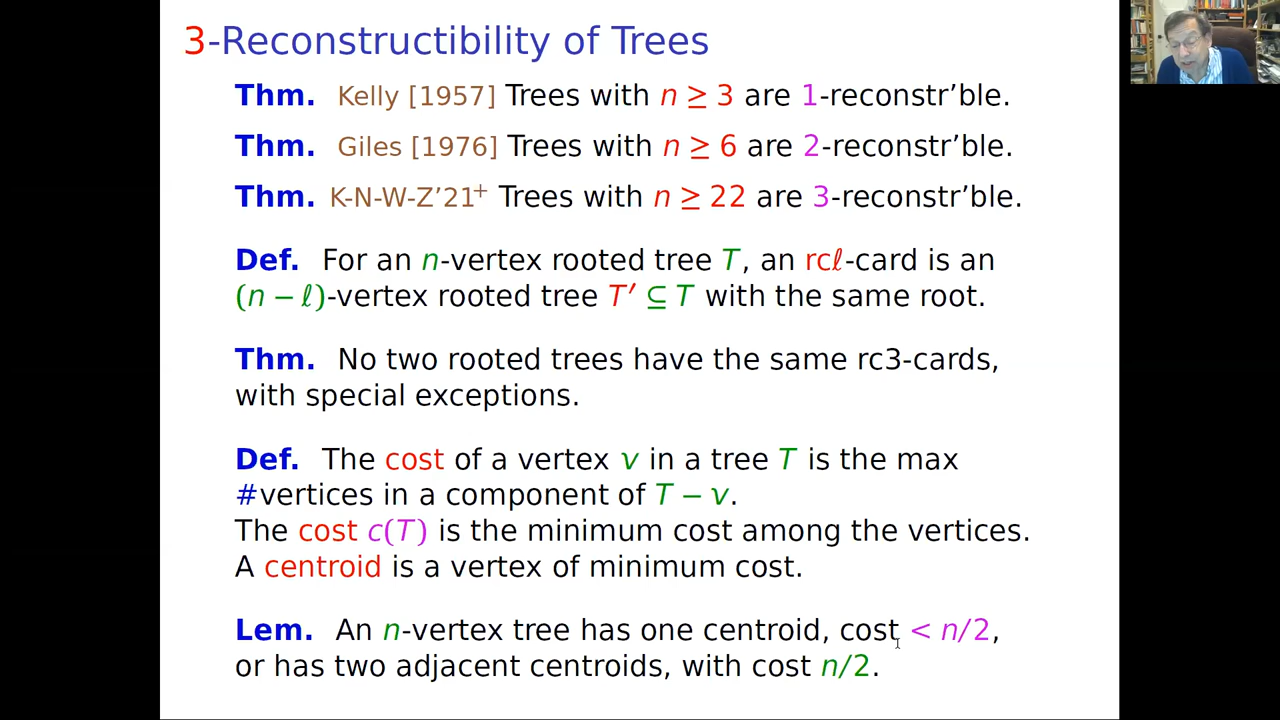 3-Reconstructibility of Trees
Thm. Kelly [1957] Trees with n ≥ 3 are 1-reconstr’ble.
Thm. Giles [1976] Trees with n ≥ 6 are 2-reconstr’ble.
Thm. K-N-W-Z’21⁺ Trees with n ≥ 22 are 3-reconstr’ble.
Def. For an n-vertex rooted tree T, an rcℓ-card is an
(n − ℓ)-vertex rooted tree T′ ⊆ T with the same root.
Thm. No two rooted trees have the same rc3-cards,
with special exceptions.
Def. The cost of a vertex v in a tree T is the max
#vertices in a component of T − v.
The cost c(T) is the minimum cost among the vertices.
A centroid is a vertex of minimum cost.
Lem. An n-vertex tree has one centroid, cost < n/2,
or has two adjacent centroids, with cost n/2.